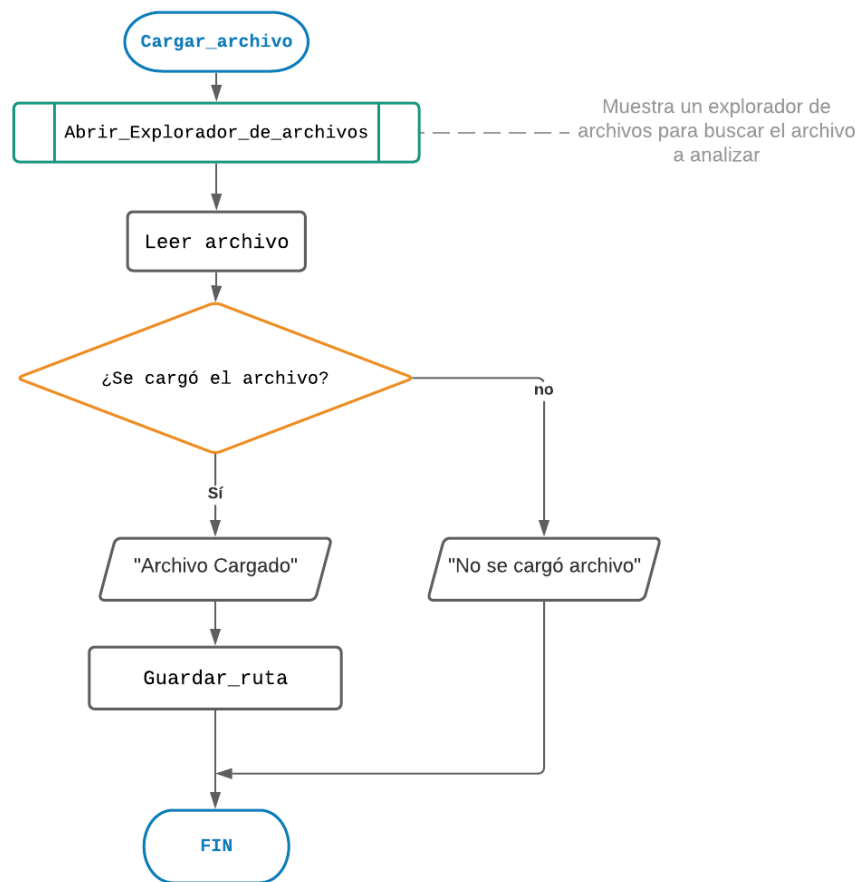 Cargar_archivo
Abrir_Explorador_de_archivos
Muestra un explorador de
archivos para buscar el archivo
a analizar
Leer archivo
¿Se cargó el archivo?
no
Sí
"Archivo Cargado"
"No se cargó archivo"
Guardar_ruta
FIN